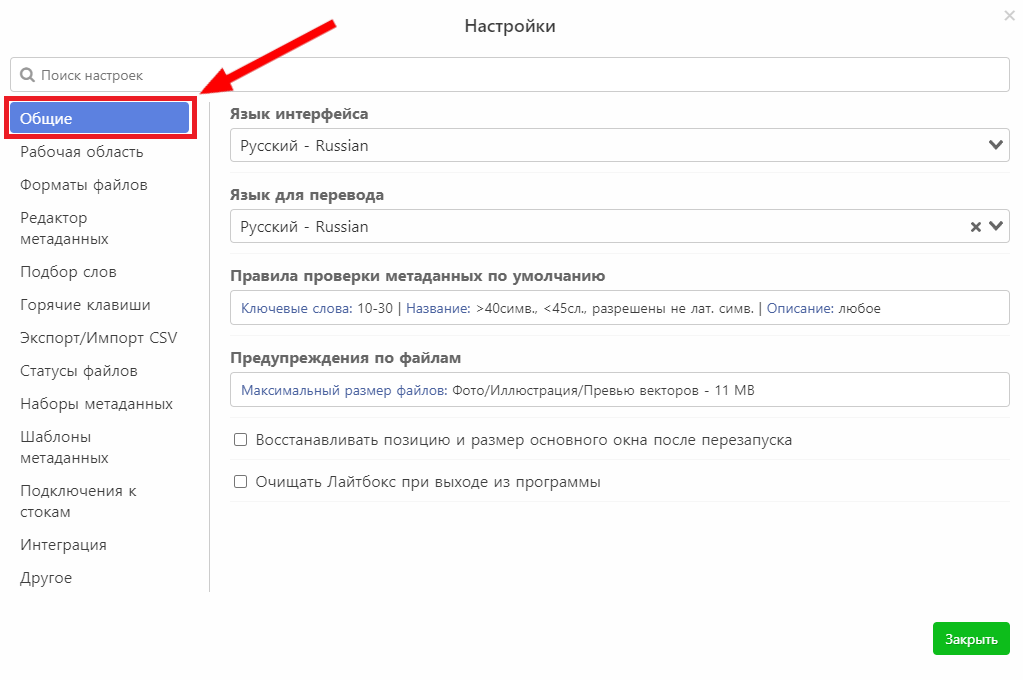 Настройки
Поиск настроек
Общие
Рабочая область
Форматы файлов
Редактор
метаданных
Подбор слов
Горячие клавиши
Экспорт/Импорт CSV
Статусы файлов
Наборы метаданных
Шаблоны
метаданных
Подключения к
стокам
Интеграция
Другое
Язык интерфейса
Русский - Russian
Язык для перевода
Русский - Russian
Правила проверки метаданных по умолчанию
Ключевые слова: 10-30 | Название: >40симв., <45сл., разрешены не лат. симв. | Описание: любое
Предупреждения по файлам
Максимальный размер файлов: Фото/Иллюстрация/Превью векторов - 11 MB
Восстанавливать позицию и размер основного окна после перезапуска
Очищать Лайтбокс при выходе из программы
Закрыть